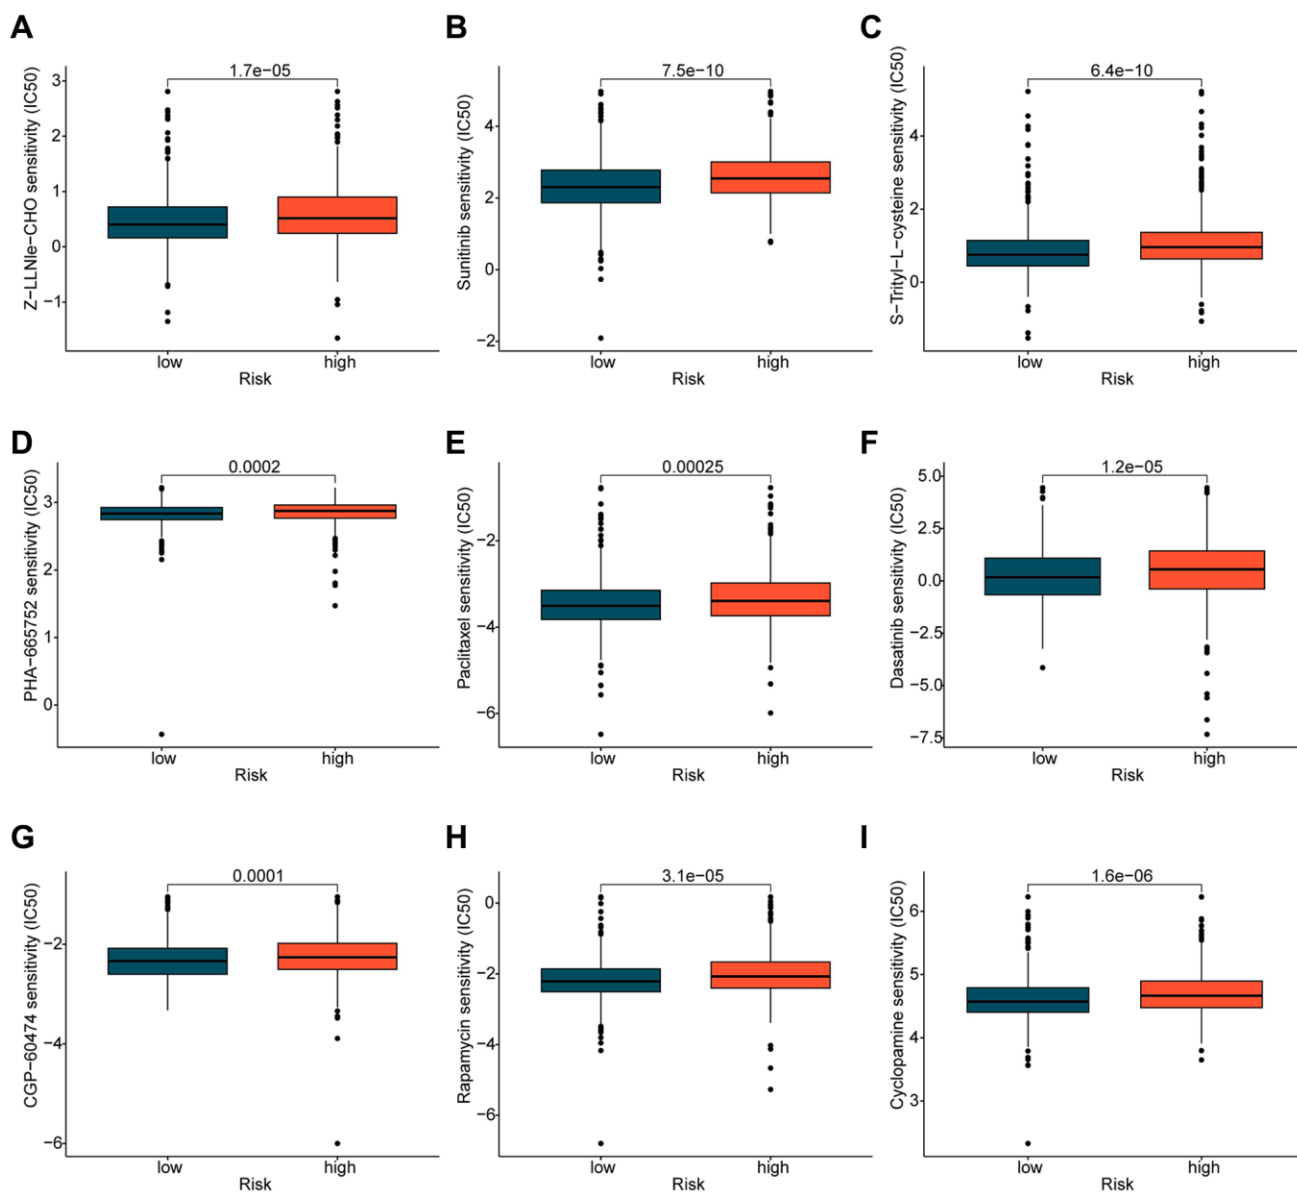 A
1.7e−05
Z−LLNle−CHO sensitivity (IC50)
3
2
1
0
−1
low
high
Risk
B
7.5e−10
Sunitinib sensitivity (IC50)
4
2
0
−2
low
high
Risk
C
6.4e−10
S−Trityl−L−cysteine sensitivity (IC50)
4
2
0
low
high
Risk
D
0.0002
PHA−665752 sensitivity (IC50)
3
2
1
0
low
high
Risk
E
0.00025
Paclitaxel sensitivity (IC50)
−2
−4
−6
low
high
Risk
F
1.2e−05
Dasatinib sensitivity (IC50)
5.0
2.5
0.0
−2.5
−5.0
−7.5
low
high
Risk
G
0.0001
CGP−60474 sensitivity (IC50)
−2
−4
−6
low
high
Risk
H
3.1e−05
Rapamycin sensitivity (IC50)
0
−2
−4
−6
low
high
Risk
I
1.6e−06
Cyclopamine sensitivity (IC50)
6
5
4
3
low
high
Risk